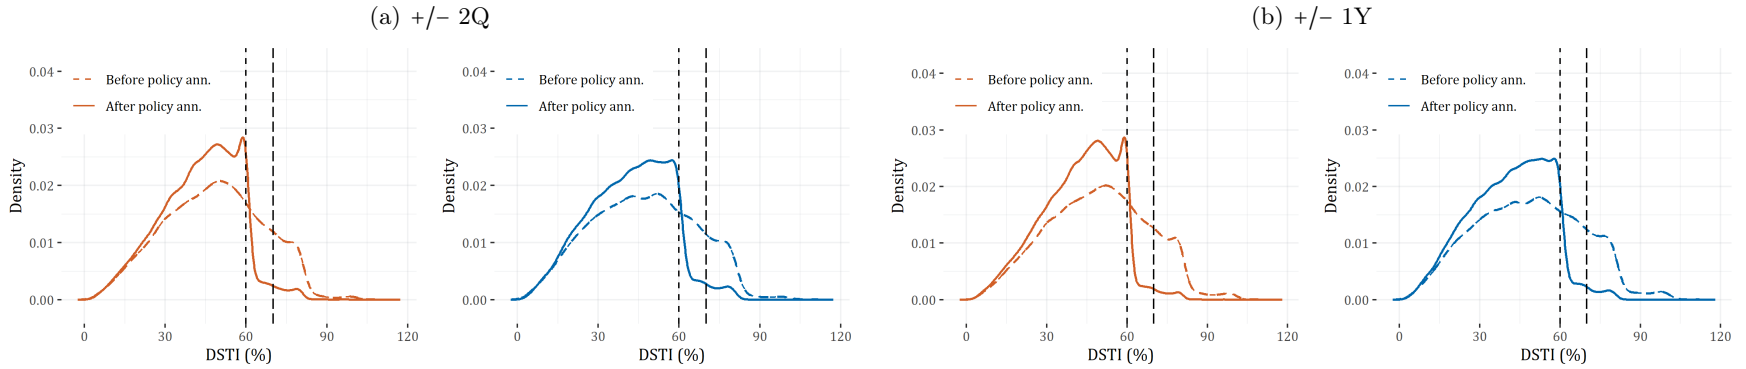 (a) +/– 2Q
Density
0.04
0.03
0.02
0.01
0.00
Before policy ann.
After policy ann.
0 30 60 90 120
DSTI (%)
Density
0.04
0.03
0.02
0.01
0.00
Before policy ann.
After policy ann.
0 30 60 90 120
DSTI (%)
(b) +/– 1Y
Density
0.04
0.03
0.02
0.01
0.00
Before policy ann.
After policy ann.
0 30 60 90 120
DSTI (%)
Density
0.04
0.03
0.02
0.01
0.00
Before policy ann.
After policy ann.
0 30 60 90 120
DSTI (%)